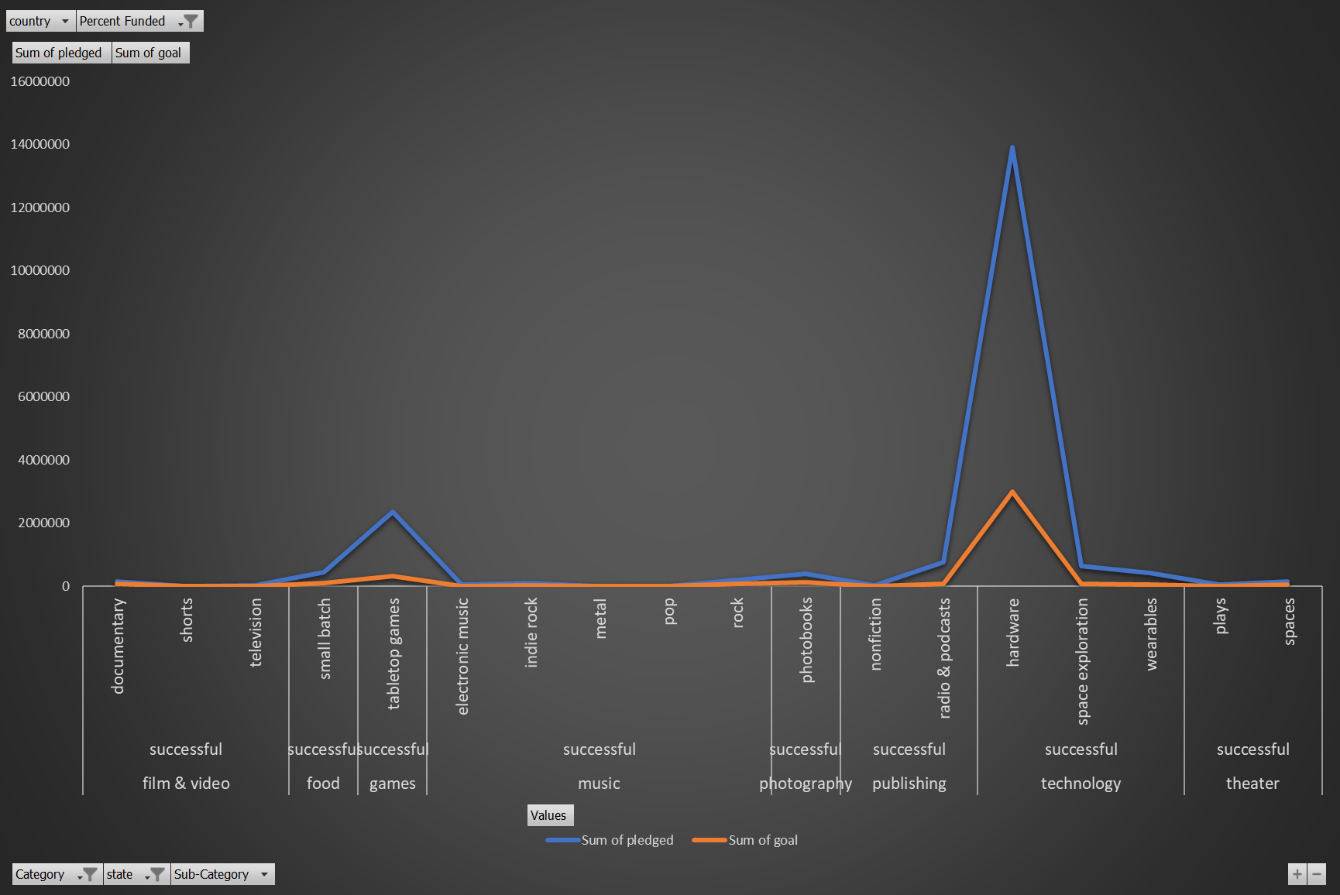 country Percent Funded
Sum of pledged Sum of goal
16000000
14000000
12000000
10000000
8000000
6000000
4000000
2000000
0
documentary shorts television small batch tabletop games electronic music indie rock metal pop rock photobooks nonfiction radio & podcasts hardware space exploration wearables plays spaces
successful successful successful successful successful successful successful successful
film & video food games music photography publishing technology theater
Values
Sum of pledged Sum of goal
Category state Sub-Category + −